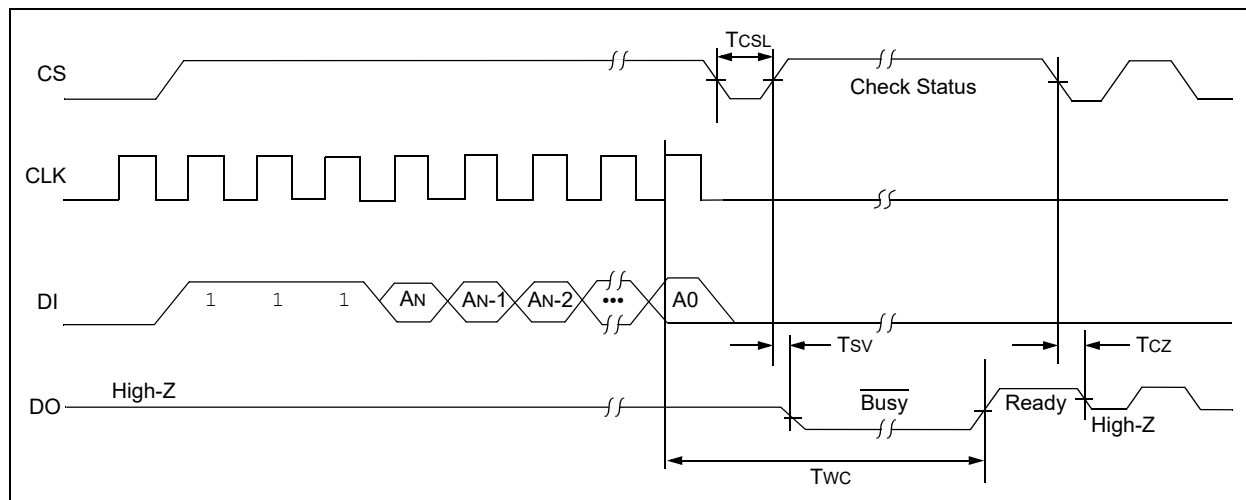 TCSL
CS
Check Status
CLK
DI
1 1 1 AN AN-1 AN-2 ••• A0
TSV
TCZ
High-Z
DO
Busy
Ready
High-Z
TWC